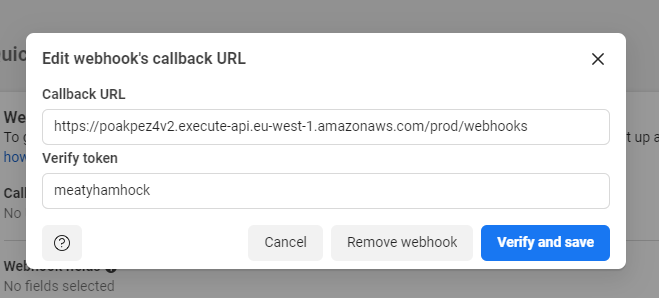 Quic
Edit webhook's callback URL
Callback URL
https://poakpez4v2.execute-api.eu-west-1.amazonaws.com/prod/webhooks
Verify token
meatyhamhock
Cancel
Remove webhook
Verify and save
We
To g
t up a
how
Call
No
Webhook fields
No fields selected